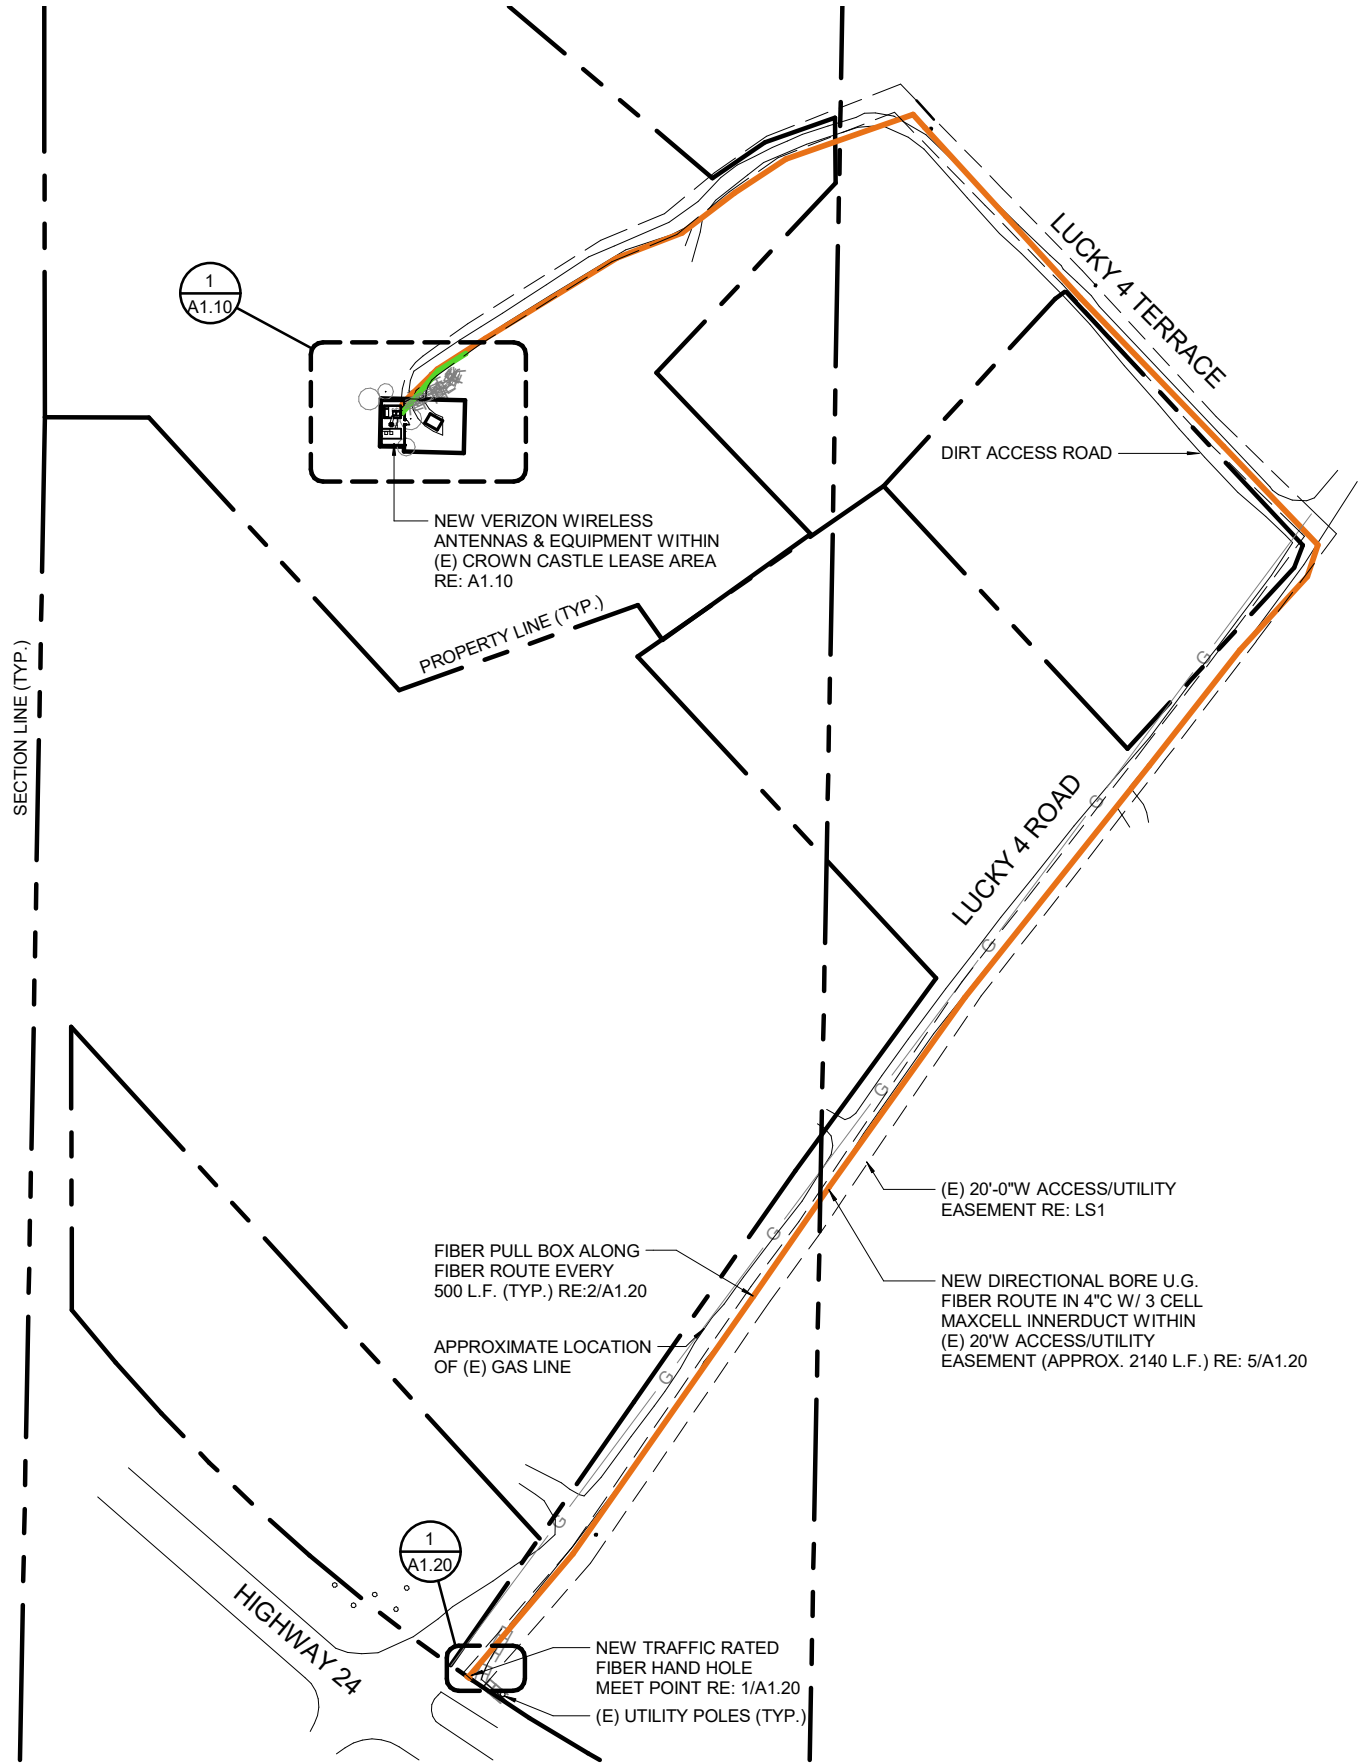 LUCKY 4 TERRACE
1
A1.10
DIRT ACCESS ROAD
NEW VERIZON WIRELESS
ANTENNAS & EQUIPMENT WITHIN
(E) CROWN CASTLE LEASE AREA
RE: A1.10
PROPERTY LINE (TYP.)
SECTION LINE (TYP.)
G
G
LUCKY 4 ROAD
G
G
(E) 20'-0"W ACCESS/UTILITY
EASEMENT RE: LS1
G
FIBER PULL BOX ALONG
FIBER ROUTE EVERY
500 L.F. (TYP.) RE:2/A1.20
NEW DIRECTIONAL BORE U.G.
FIBER ROUTE IN 4"C W/ 3 CELL
MAXCELL INNERDUCT WITHIN
(E) 20'W ACCESS/UTILITY
EASEMENT (APPROX. 2140 L.F.) RE: 5/A1.20
APPROXIMATE LOCATION
OF (E) GAS LINE
G
G
1
A1.20
HIGHWAY 24
NEW TRAFFIC RATED
FIBER HAND HOLE
MEET POINT RE: 1/A1.20
(E) UTILITY POLES (TYP.)